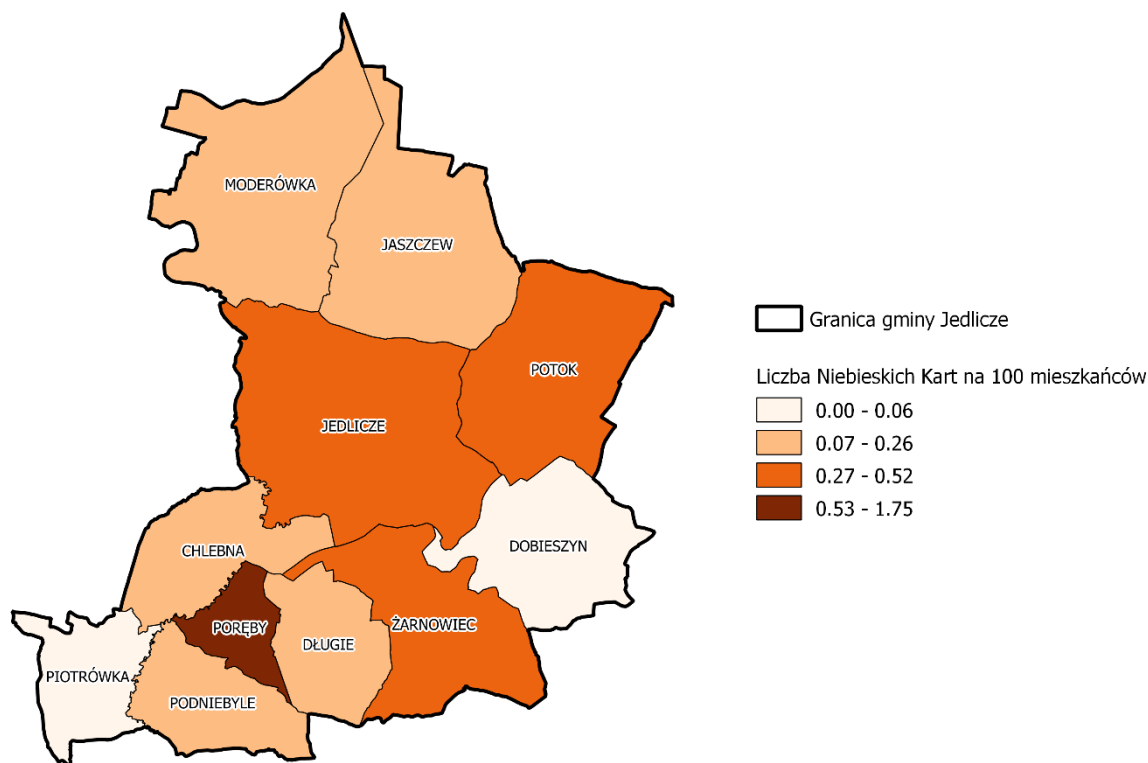 MODERÓWKA
JASZCZEW
POTOK
JEDLICZE
CHLEBNA
DOBIESZYN
PORĘBY
DŁUGIE
ŻARNOWIEC
PIOTRÓWKA
PODNIEBYLE
Granica gminy Jedlicze
Liczba Niebieskich Kart na 100 mieszkańców
0.00 - 0.06
0.07 - 0.26
0.27 - 0.52
0.53 - 1.75